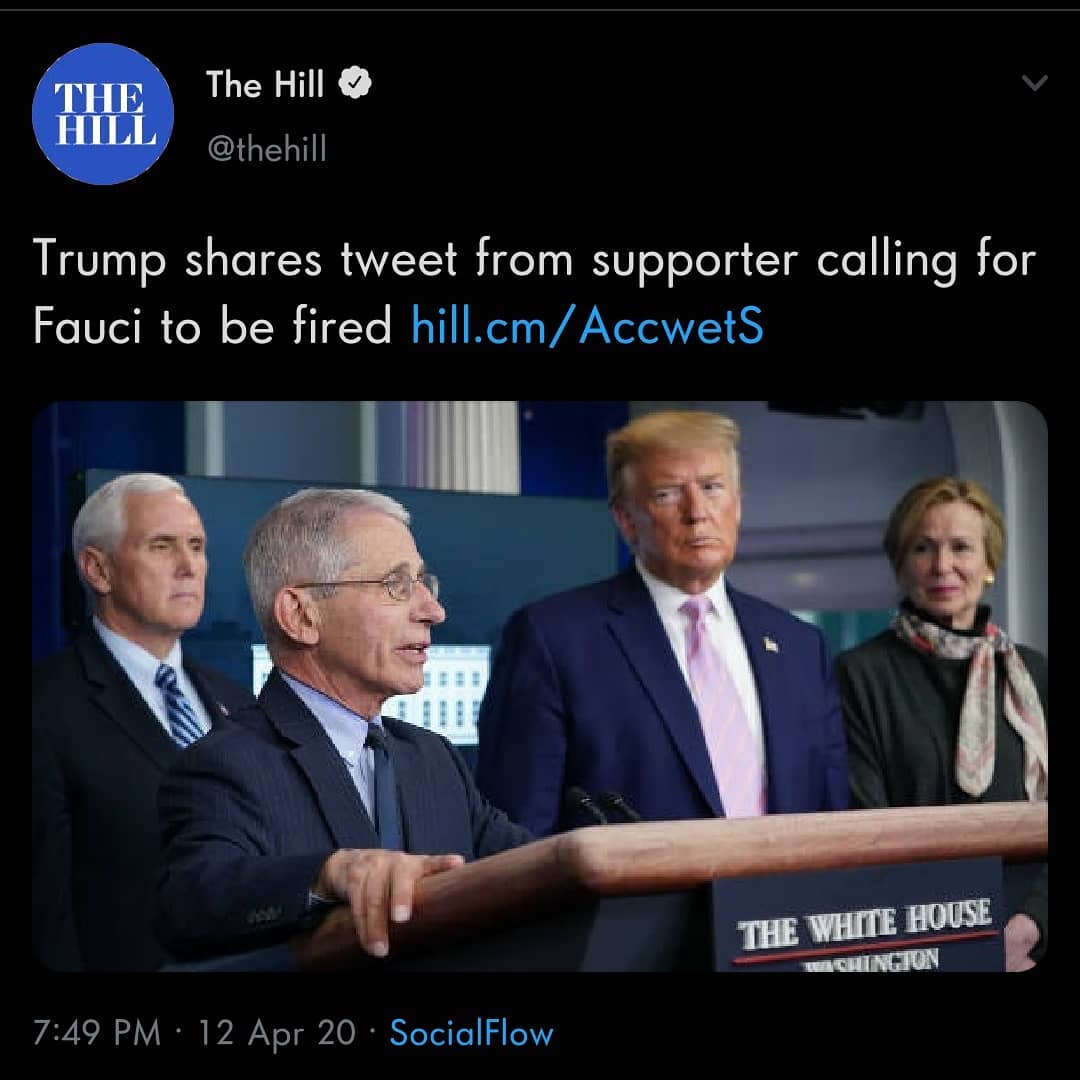 THE
HILL
The Hill
@thehill
Trump shares tweet from supporter calling for
Fauci to be fired hill.cm/AccwetS
THE WHITE HOUSE
WASHINGTON
7:49 PM · 12 Apr 20 · SocialFlow